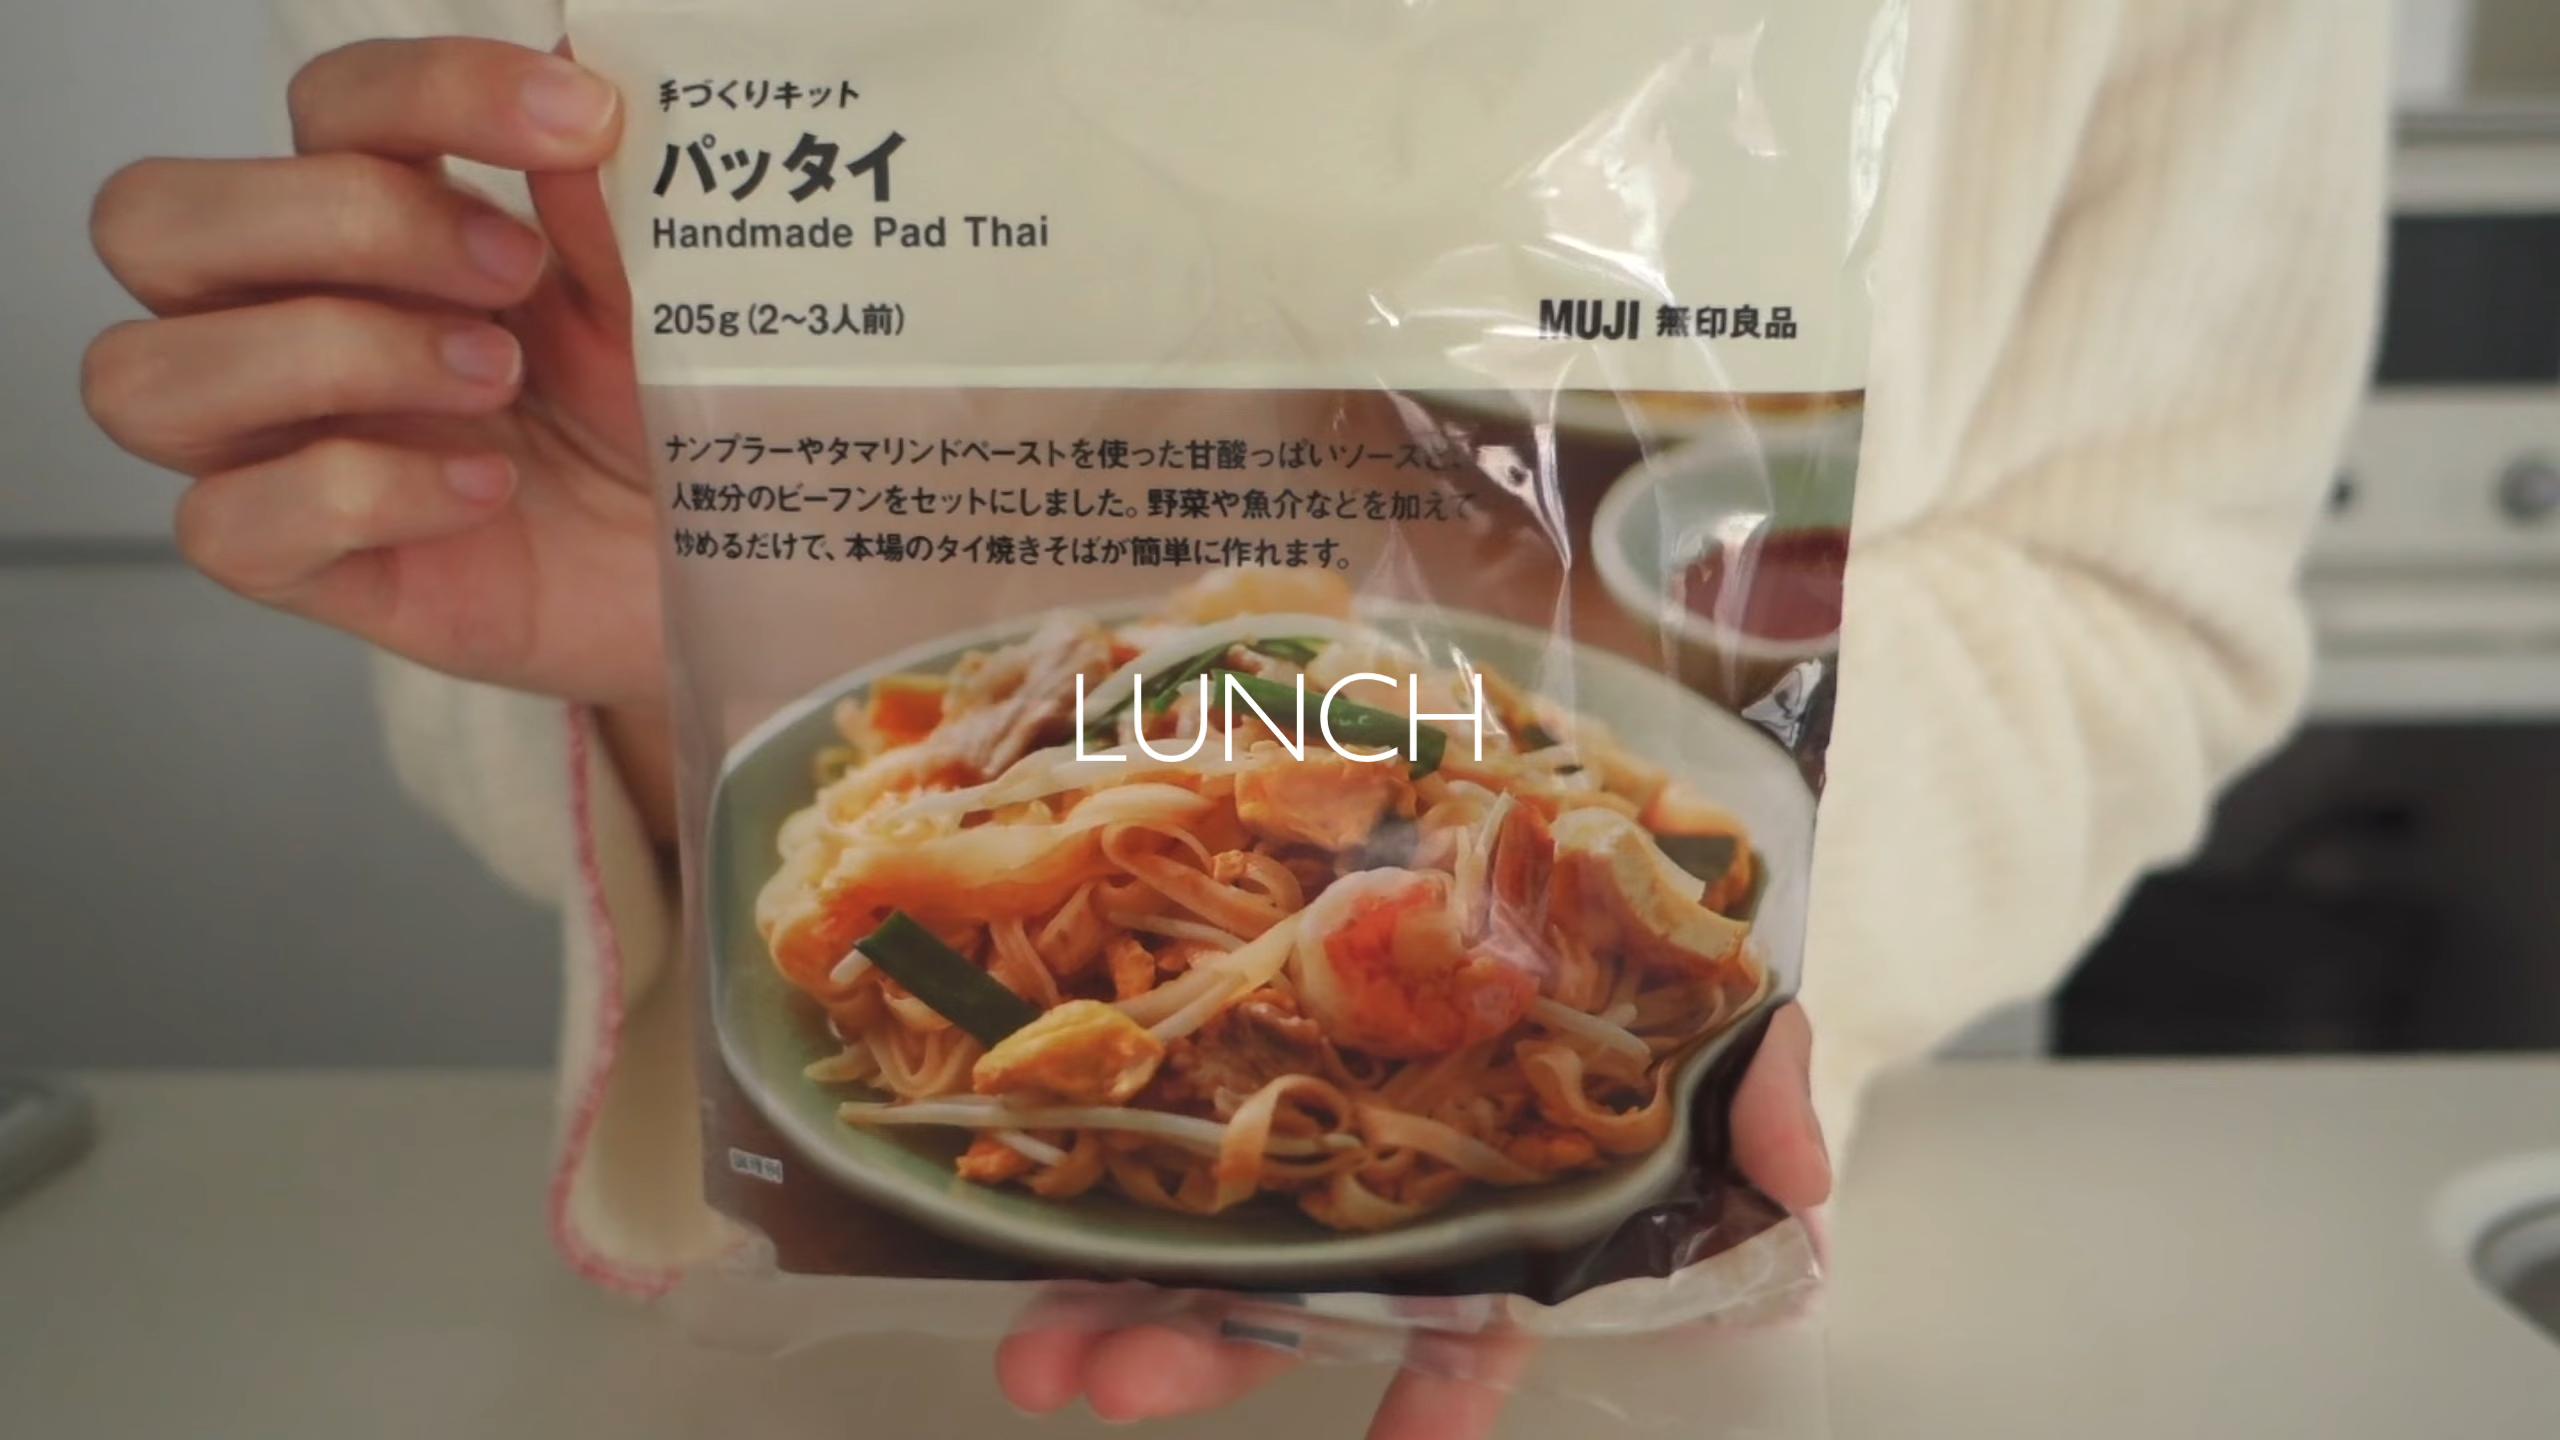 手づくりキット
パッタイ
Handmade Pad Thai
205g(2〜3人前)
MUJI 無印良品
ナンプラーやタマリンドペーストを使った甘酸っぱいソースと、
人数分のビーフンをセットにしました。野菜や魚介などを加えて
炒めるだけで、本場のタイ焼きそばが簡単に作れます。
LUNCH
調理例